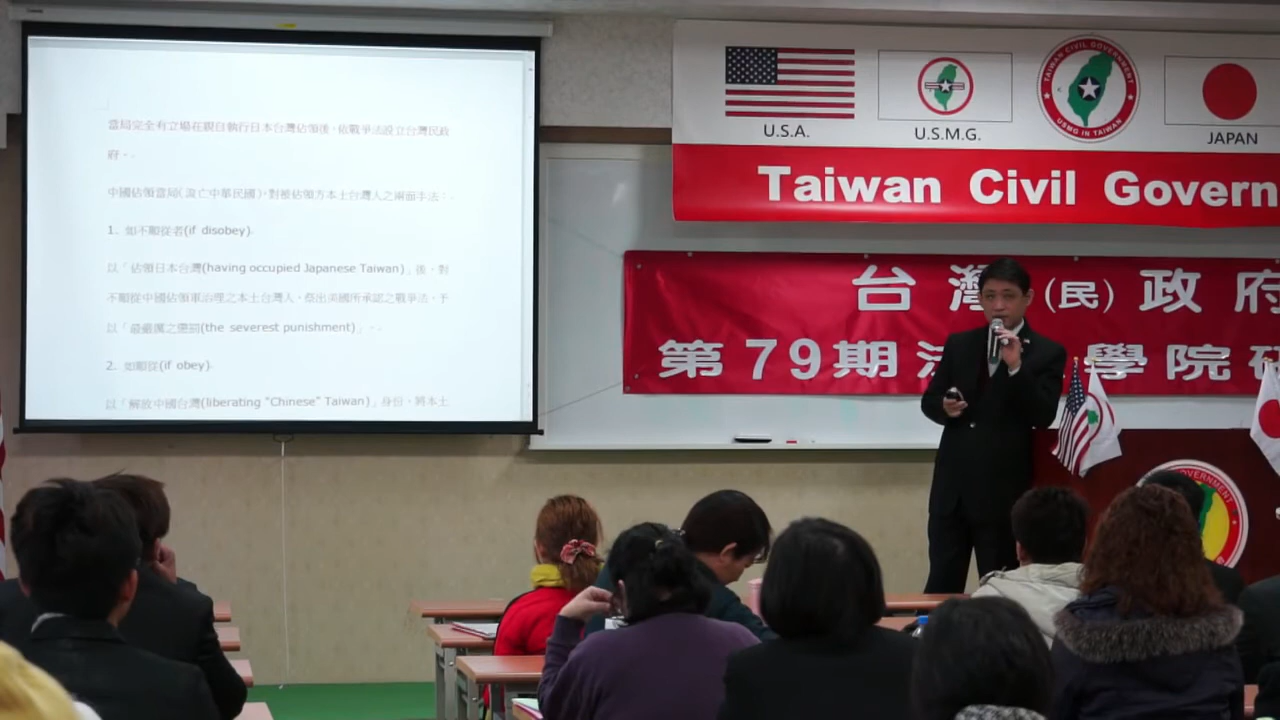 當局完全有立場在親自執行日本台灣佔領後，依戰爭法設立台灣民政
府。
中國佔領當局(流亡中華民國)，對被佔領方本土台灣人之兩面手法：
1. 如不順從者(if disobey)
以「佔領日本台灣(having occupied Japanese Taiwan)」後，對
不順從中國佔領軍治理之本土台灣人，祭出美國所承認之戰爭法，予
以「最嚴厲之懲罰(the severest punishment)」。
2. 如順從(if obey)
以「解放中國台灣(liberating "Chinese" Taiwan)」身份，將本土
U.S.A.
U.S.M.G.
TAIWAN CIVIL GOVERNMENT
USMG IN TAIWAN
JAPAN
Taiwan Civil Govern
台灣(民)政府
第79期法 學院研
GOVERNMENT